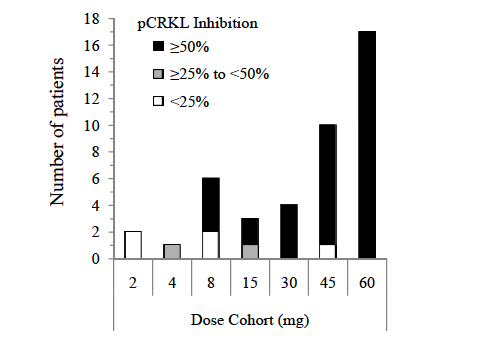 pCRKL Inhibition
≥50%
≥25% to <50%
<25%
Number of patients
18
16
14
12
10
8
6
4
2
0
2 4 8 15 30 45 60
Dose Cohort (mg)